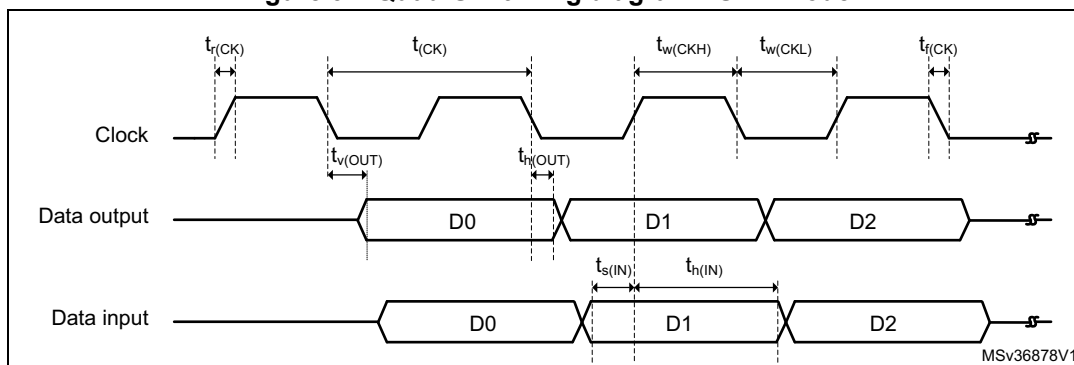 t_r(CK) t_(CK) t_w(CKH) t_w(CKL) t_f(CK)
Clock
t_v(OUT) t_h(OUT)
Data output D0 D1 D2
t_s(IN) t_h(IN)
Data input D0 D1 D2
MSv36878V1